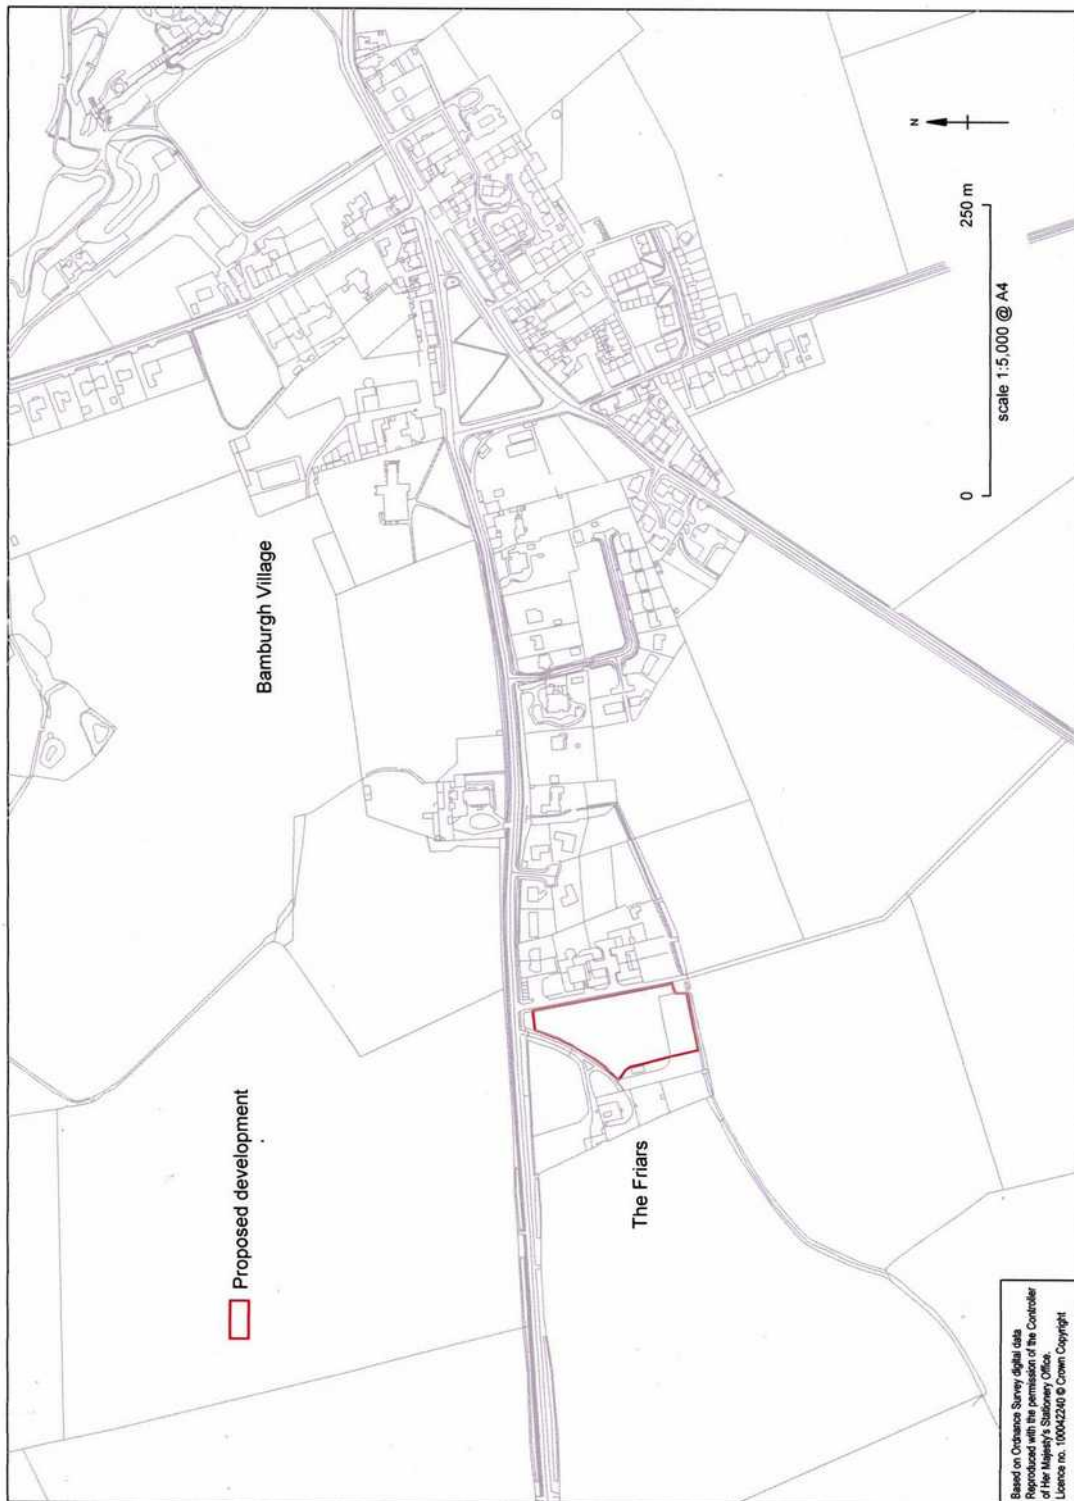 Bamburgh Village
Proposed development
The Friars
N
0 250 m
scale 1:5,000 @ A4
Based on Ordnance Survey digital data
Reproduced with the permission of the Controller
of Her Majesty's Stationery Office.
Licence no. 100042240 © Crown Copyright